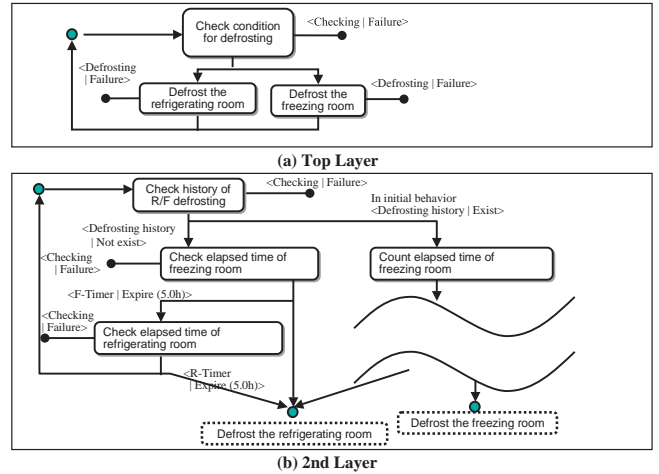 Check condition
for defrosting
<Checking | Failure>
<Defrosting
| Failure>
Defrost the
refrigerating room
Defrost the
freezing room
<Defrosting | Failure>
(a) Top Layer
Check history of
R/F defrosting
<Checking | Failure>
In initial behavior
<Defrosting history | Exist>
<Defrosting history
| Not exist>
<Checking
| Failure>
Check elapsed time of
freezing room
Count elapsed time of
freezing room
<F-Timer | Expire (5.0h)>
<Checking
| Failure>
Check elapsed time of
refrigerating room
<R-Timer
| Expire (5.0h)>
Defrost the refrigerating room
Defrost the freezing room
(b) 2nd Layer